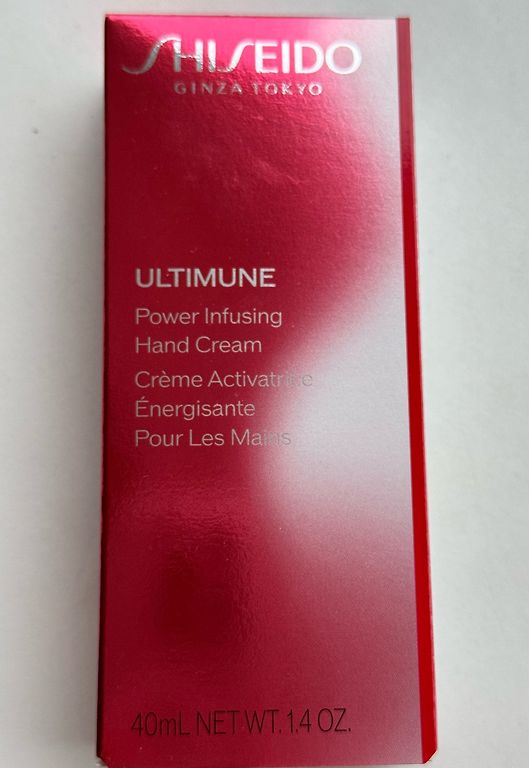 SHISEIDO
GINZA TOKYO
ULTIMUNE
Power Infusing
Hand Cream
Crème Activatrice
Énergisante
Pour Les Mains
40mL NET WT. 1.4 OZ.